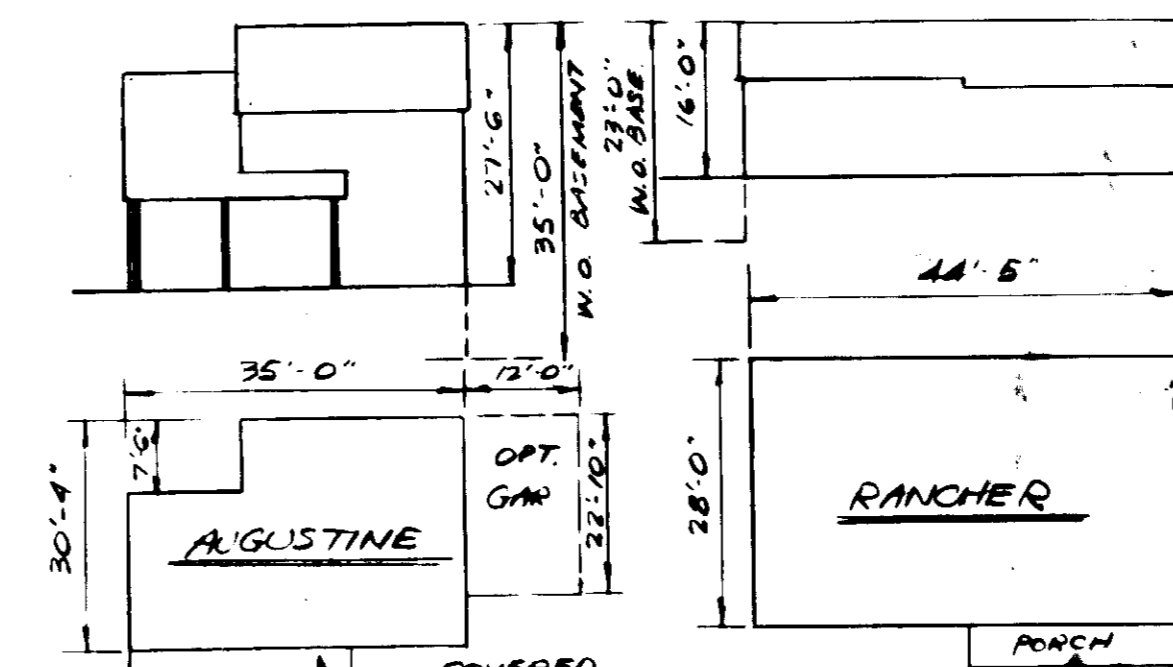 27'-6"
35'-0"
W.O. BASEMENT
23'-0"
W.O. BASE.
16'-0"
44'-5"
35'-0"
12'-0"
7'-6"
30'-4"
OPT.
GAR
22'-10"
AUGUSTINE
28'-0"
RANCHER
PORCH
COVERED